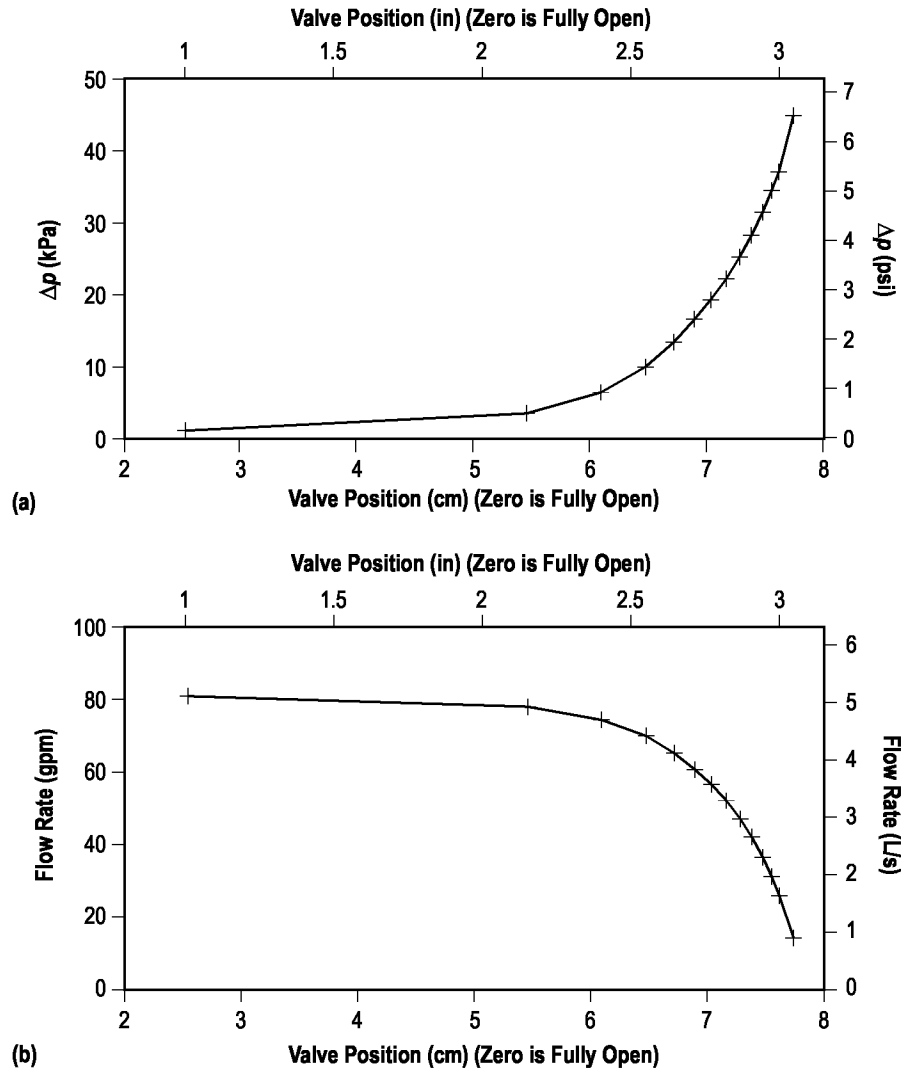 Valve Position (in) (Zero is Fully Open)
1 1.5 2 2.5 3
50
40
30
20
10
0
Δp (kPa)
7
6
5
4
3
2
1
0
Δp (psi)
2 3 4 5 6 7 8
(a)
Valve Position (cm) (Zero is Fully Open)
Valve Position (in) (Zero is Fully Open)
1 1.5 2 2.5 3
100
80
60
40
20
0
Flow Rate (gpm)
6
5
4
3
2
1
0
Flow Rate (L/s)
2 3 4 5 6 7 8
(b)
Valve Position (cm) (Zero is Fully Open)